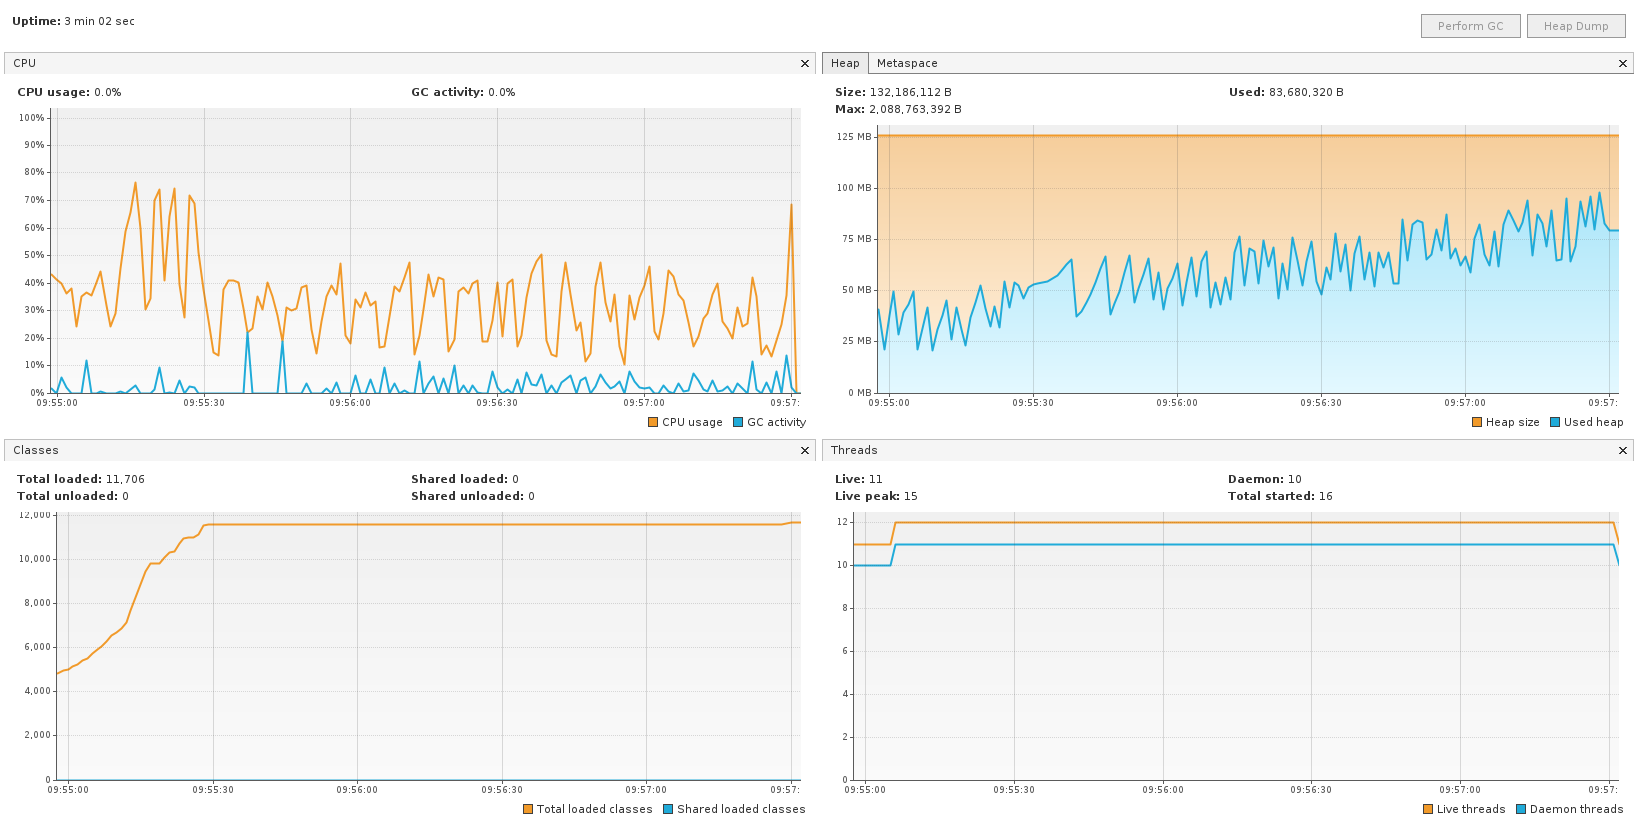 Uptime: 3 min 02 sec
Perform GC
Heap Dump
CPU
CPU usage: 0.0%
GC activity: 0.0%
100%
90%
80%
70%
60%
50%
40%
30%
20%
10%
0%
09:55:00
09:55:30
09:56:00
09:56:30
09:57:00
09:57:
CPU usage
GC activity
Heap
Metaspace
Size: 132,186,112 B
Used: 83,680,320 B
Max: 2,088,763,392 B
125 MB
100 MB
75 MB
50 MB
25 MB
0 MB
09:55:00
09:55:30
09:56:00
09:56:30
09:57:00
09:57:
Heap size
Used heap
Classes
Total loaded: 11,706
Shared loaded: 0
Total unloaded: 0
Shared unloaded: 0
12,000
10,000
8,000
6,000
4,000
2,000
0
09:55:00
09:55:30
09:56:00
09:56:30
09:57:00
09:57:
Total loaded classes
Shared loaded classes
Threads
Live: 11
Daemon: 10
Live peak: 15
Total started: 16
12
10
8
6
4
2
0
09:55:00
09:55:30
09:56:00
09:56:30
09:57:00
09:57:
Live threads
Daemon threads